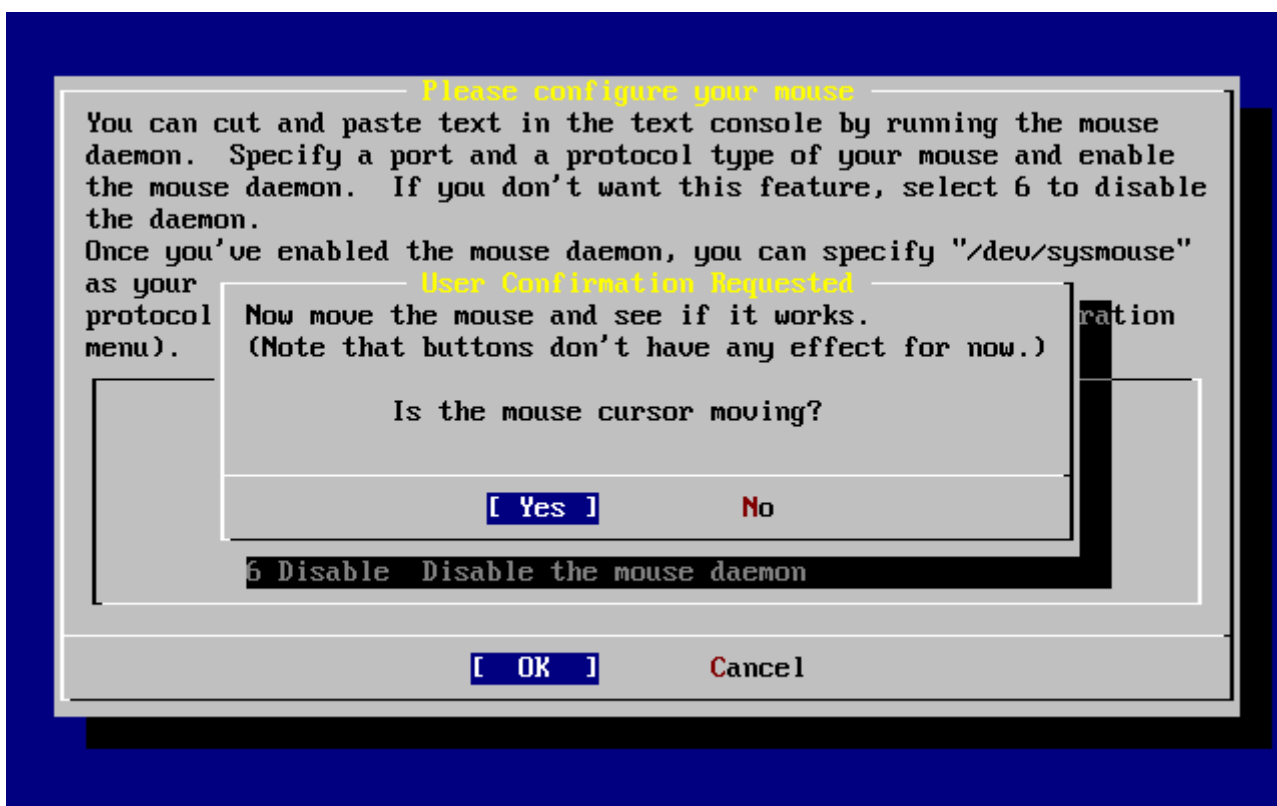 Please configure your mouse
You can cut and paste text in the text console by running the mouse
daemon.  Specify a port and a protocol type of your mouse and enable
the mouse daemon.  If you don't want this feature, select 6 to disable
the daemon.
Once you've enabled the mouse daemon, you can specify "/dev/sysmouse"
as your
User Confirmation Requested
protocol
ration
menu).
Now move the mouse and see if it works.
(Note that buttons don't have any effect for now.)
Is the mouse cursor moving?
[ Yes ] No
6 Disable  Disable the mouse daemon
[ OK ] Cancel